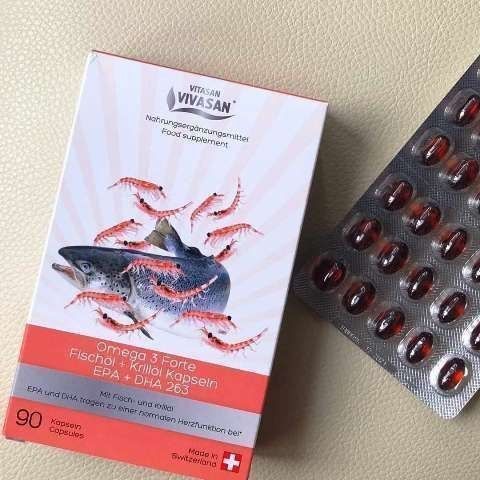 VITASAN
VIVASAN®
Nahrungsergänzungsmittel
Food supplement
Omega 3 Forte
Fischöl + Krillöl Kapseln
EPA + DHA 263
Mit Fisch- und Krillöl
EPA und DHA tragen zu einer normalen Herzfunktion bei*
90 Kapseln
Capsules
Made in
Switzerland